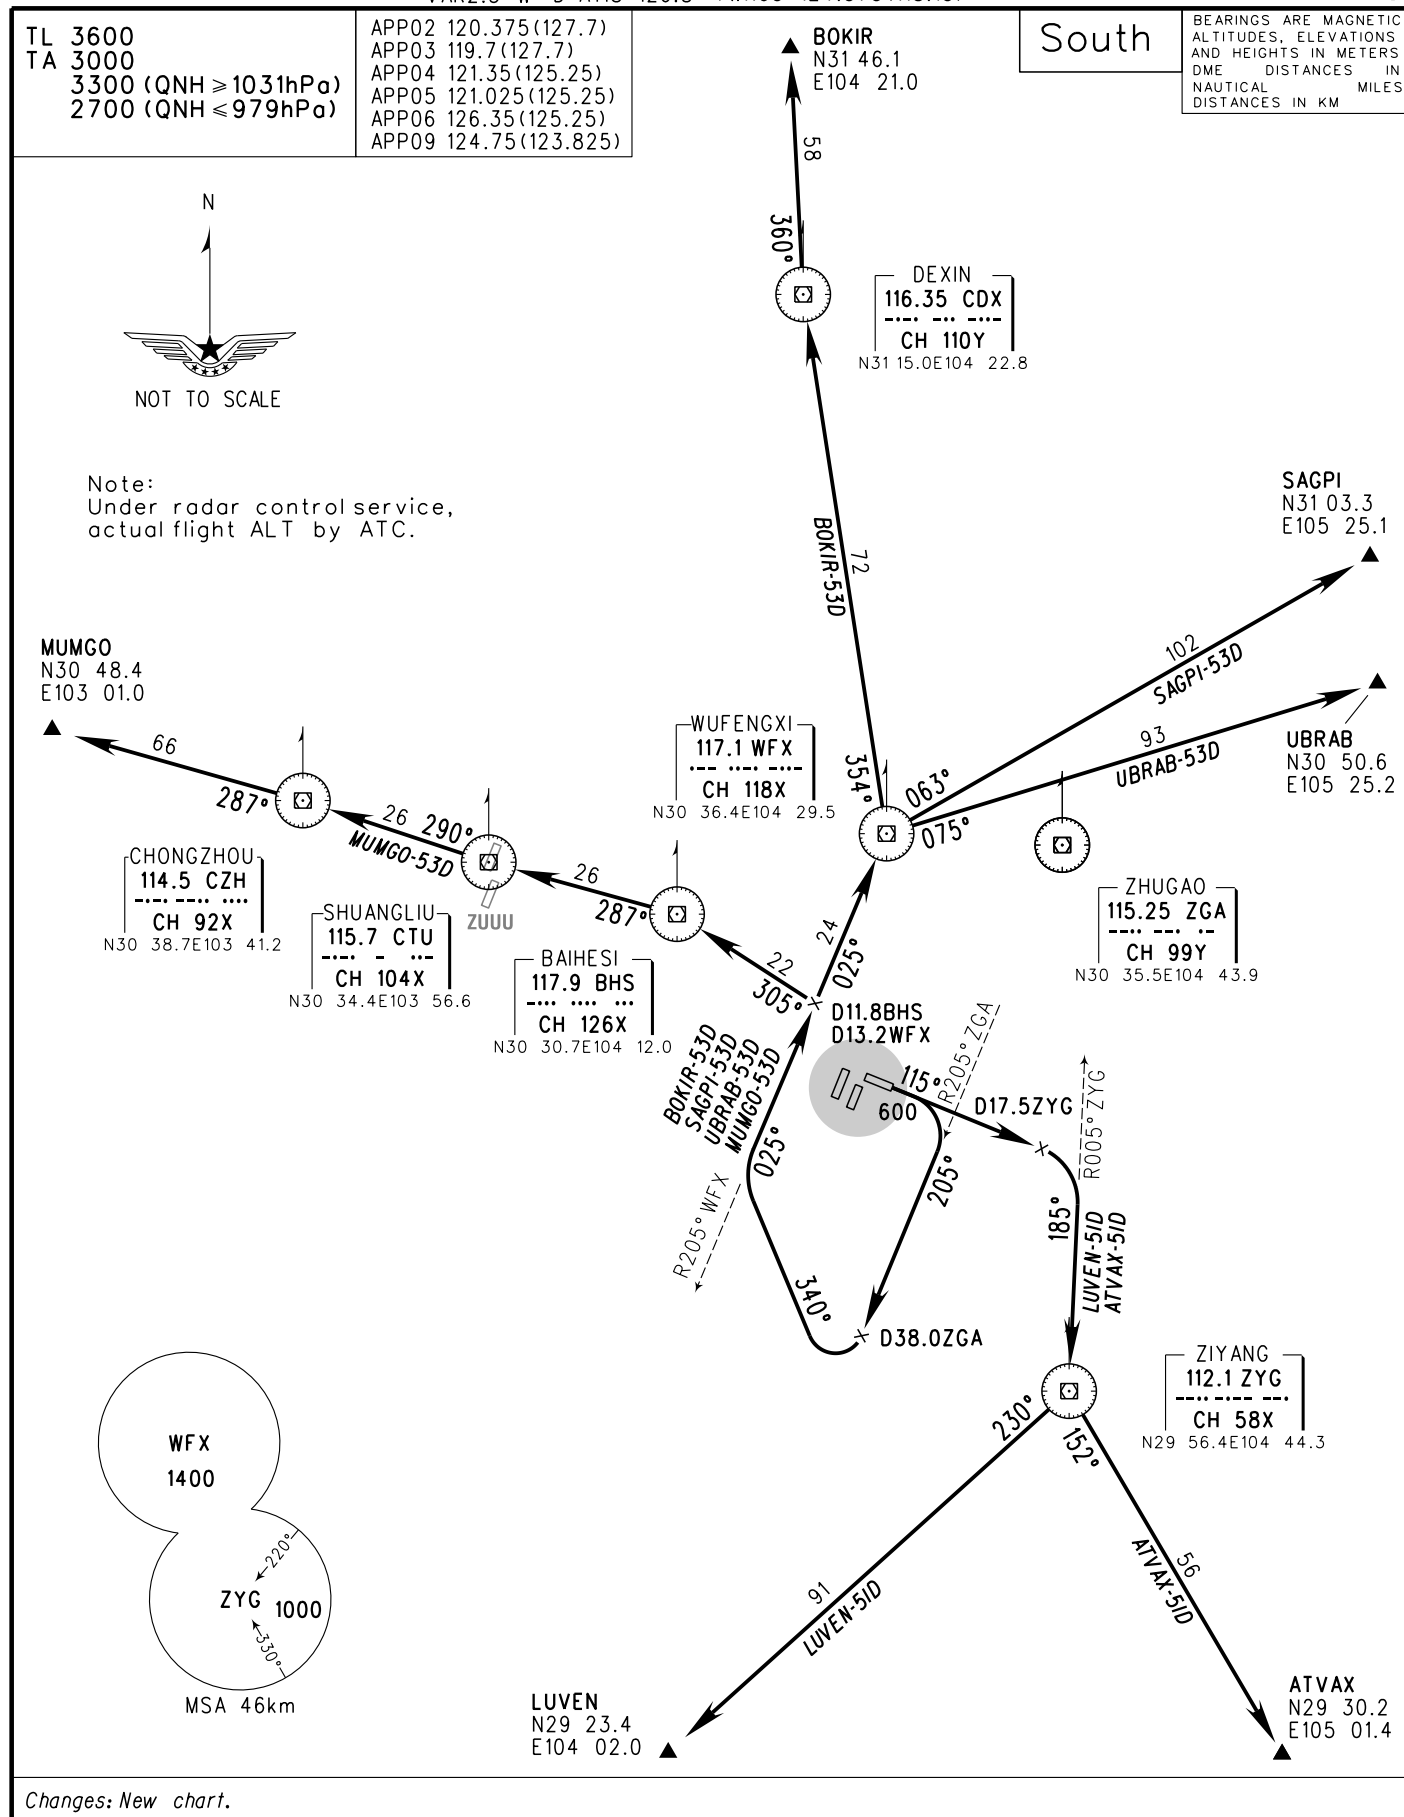 TL 3600
TA 3000
3300 (QNH ≥ 1031hPa)
2700 (QNH ≤ 979hPa)
APP02 120.375(127.7)
APP03 119.7(127.7)
APP04 121.35(125.25)
APP05 121.025(125.25)
APP06 126.35(125.25)
APP09 124.75(123.825)
South
BEARINGS ARE MAGNETIC
ALTITUDES, ELEVATIONS
AND HEIGHTS IN METERS
DME DISTANCES IN
NAUTICAL MILES
DISTANCES IN KM
BOKIR
N31 46.1
E104 21.0
58
360°
N
NOT TO SCALE
DEXIN
116.35 CDX
CH 110Y
N31 15.0E104 22.8
Note:
Under radar control service,
actual flight ALT by ATC.
SAGPI
N31 03.3
E105 25.1
BOKIR-53D
72
102
SAGPI-53D
MUMGO
N30 48.4
E103 01.0
66
287°
UBRAB
N30 50.6
E105 25.2
93
UBRAB-53D
WUFENGXI
117.1 WFX
CH 118X
N30 36.4E104 29.5
354°
063°
075°
26
290°
MUMGO-53D
CHONGZHOU
114.5 CZH
CH 92X
N30 38.7E103 41.2
ZUUU
26
287°
SHUANGLIU
115.7 CTU
CH 104X
N30 34.4E103 56.6
BAIHESI
117.9 BHS
CH 126X
N30 30.7E104 12.0
22
305°
24
025°
ZHUGAO
115.25 ZGA
CH 99Y
N30 35.5E104 43.9
D11.8BHS
D13.2WFX
BOKIR-53D
SAGPI-53D
UBRAB-53D
MUMGO-53D
025°
R205° WFX
115°
600
R205° ZGA
D17.5ZYG
R005° ZYG
205°
185°
LUVEN-51D
ATVAX-51D
340°
D38.0ZGA
ZIYANG
112.1 ZYG
CH 58X
N29 56.4E104 44.3
230°
152°
WFX
1400
220°
ZYG 1000
330°
MSA 46km
91
LUVEN-51D
56
ATVAX-51D
LUVEN
N29 23.4
E104 02.0
ATVAX
N29 30.2
E105 01.4
Changes: New chart.